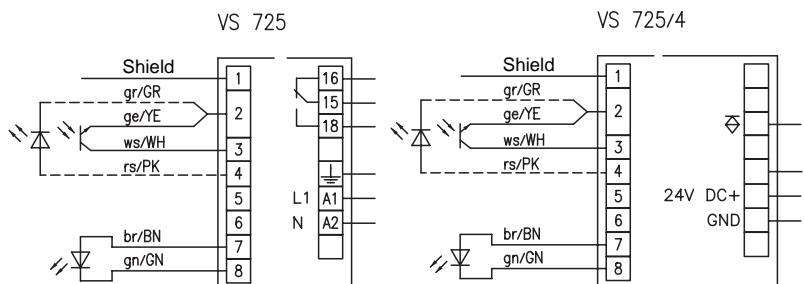 VS 725
Shield
gr/GR
ge/YE
ws/WH
rs/PK
br/BN
gn/GN
1
2
3
4
5
6
7
8
16
15
18
L1 A1
N A2
VS 725/4
Shield
gr/GR
ge/YE
ws/WH
rs/PK
br/BN
gn/GN
1
2
3
4
5
6
7
8
24V DC+
GND